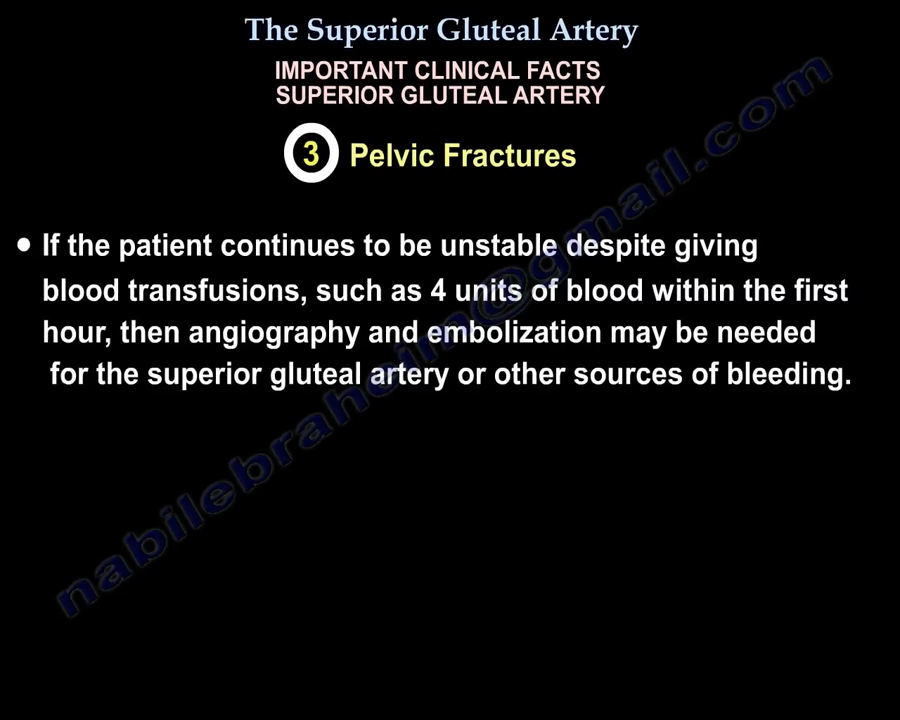 The Superior Gluteal Artery
IMPORTANT CLINICAL FACTS
SUPERIOR GLUTEAL ARTERY
3 Pelvic Fractures
• If the patient continues to be unstable despite giving
blood transfusions, such as 4 units of blood within the first
hour, then angiography and embolization may be needed
for the superior gluteal artery or other sources of bleeding.
nabilebraheim@gmail.com